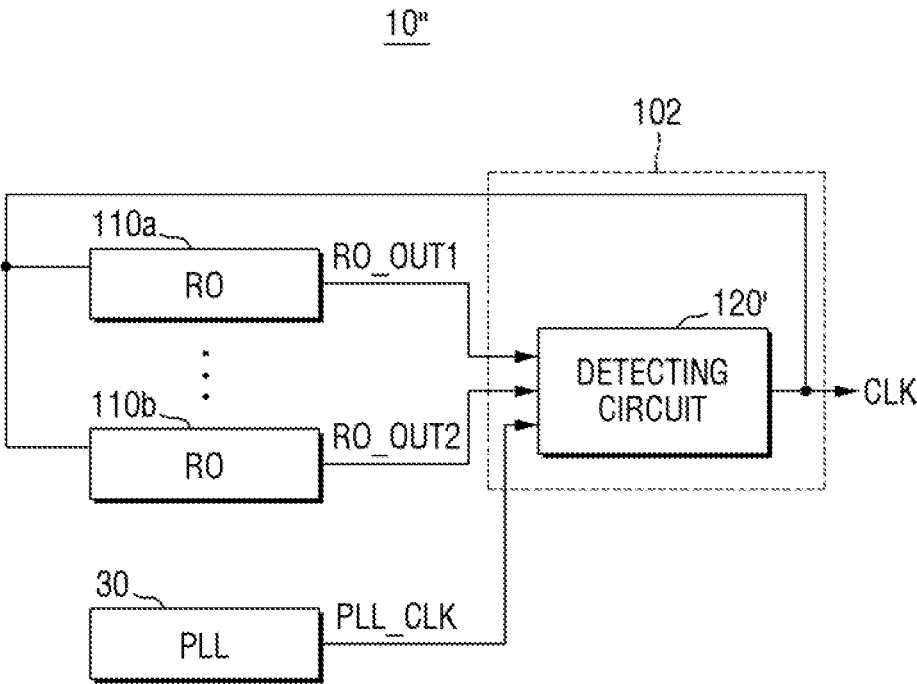 10"
102
110a
RO
RO_OUT1
120'
DETECTING
CIRCUIT
CLK
110b
RO
RO_OUT2
30
PLL
PLL_CLK